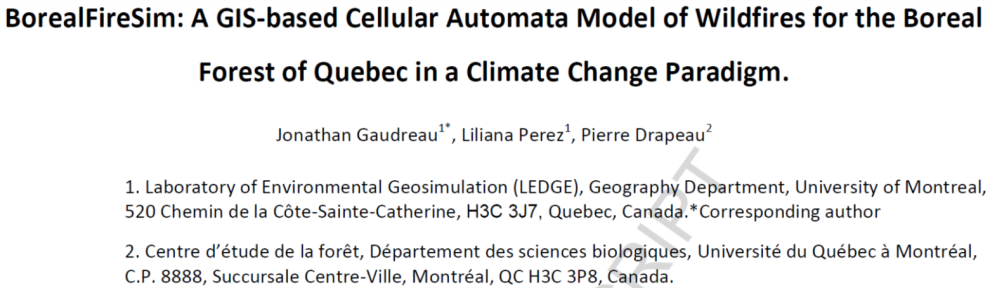 BorealFireSim: A GIS-based Cellular Automata Model of Wildfires for the Boreal
Forest of Quebec in a Climate Change Paradigm.
Jonathan Gaudreau1*, Liliana Perez1, Pierre Drapeau2
1. Laboratory of Environmental Geosimulation (LEDGE), Geography Department, University of Montreal,
520 Chemin de la Côte-Sainte-Catherine, H3C 3J7, Quebec, Canada.*Corresponding author
2. Centre d'étude de la forêt, Département des sciences biologiques, Université du Québec à Montréal,
C.P. 8888, Succursale Centre-Ville, Montréal, QC H3C 3P8, Canada.
RIPT